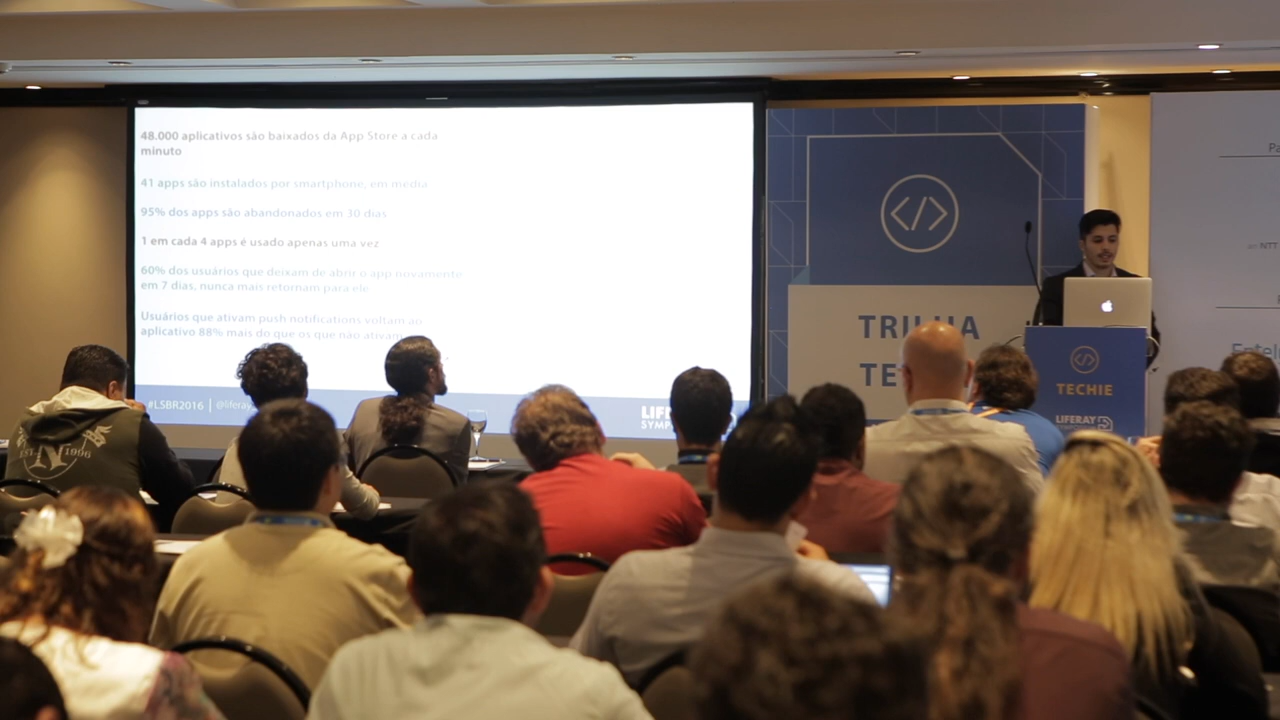 48.000 aplicativos são baixados da App Store a cada
minuto
41 apps são instalados por smartphone, em média
95% dos apps são abandonados em 30 dias
1 em cada 4 apps é usado apenas uma vez
60% dos usuários que deixam de abrir o app novamente
em 7 dias, nunca mais retornam para ele
Usuários que ativam push notifications voltam ao
aplicativo 88% mais do que os que não ativam
#LSBR2016 | @liferay
</>
TRILHA
</>
TECHIE
LIFERAY
EST. N 1906